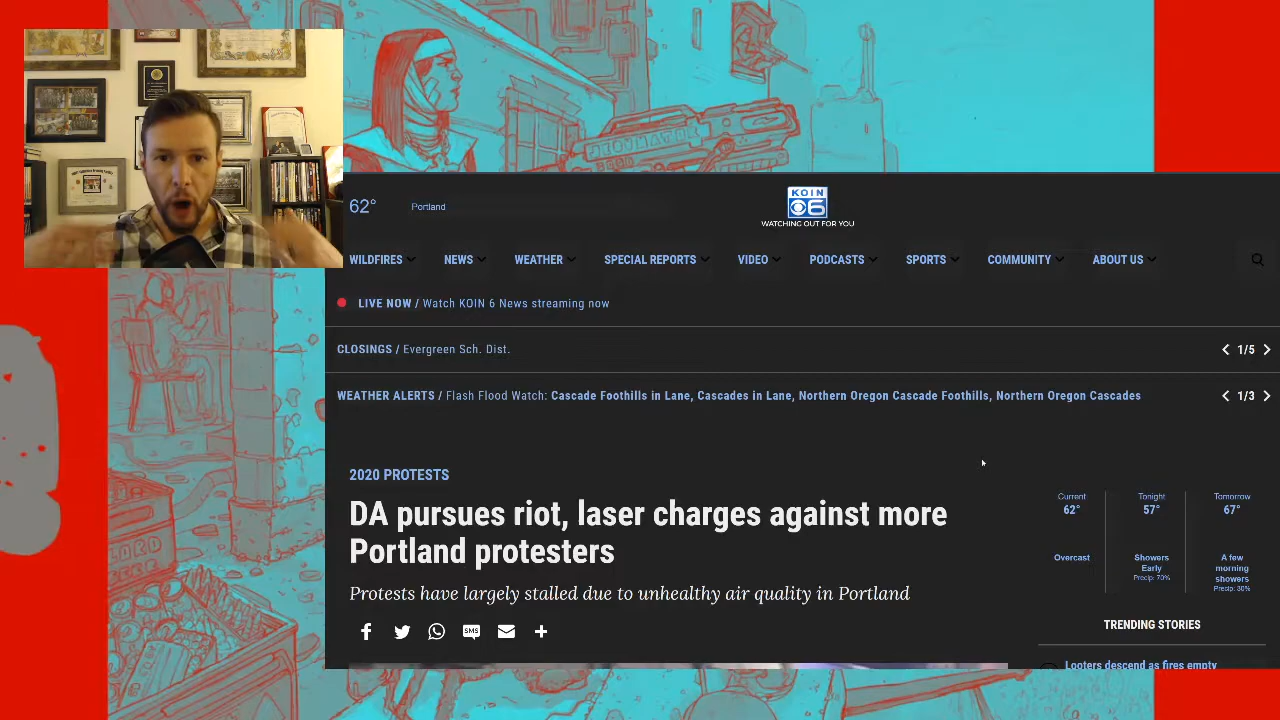 62°
Portland
KOIN
6
WATCHING OUT FOR YOU
WILDFIRES
NEWS
WEATHER
SPECIAL REPORTS
VIDEO
PODCASTS
SPORTS
COMMUNITY
ABOUT US
LIVE NOW / Watch KOIN 6 News streaming now
CLOSINGS / Evergreen Sch. Dist.
1/5
WEATHER ALERTS / Flash Flood Watch: Cascade Foothills in Lane, Cascades in Lane, Northern Oregon Cascade Foothills, Northern Oregon Cascades
1/3
2020 PROTESTS
DA pursues riot, laser charges against more
Portland protesters
Protests have largely stalled due to unhealthy air quality in Portland
SMS
Current
62°
Overcast
Tonight
57°
Showers
Early
Precip: 70%
Tomorrow
67°
A few
morning
showers
Precip: 30%
TRENDING STORIES
Looters descend as fires empty